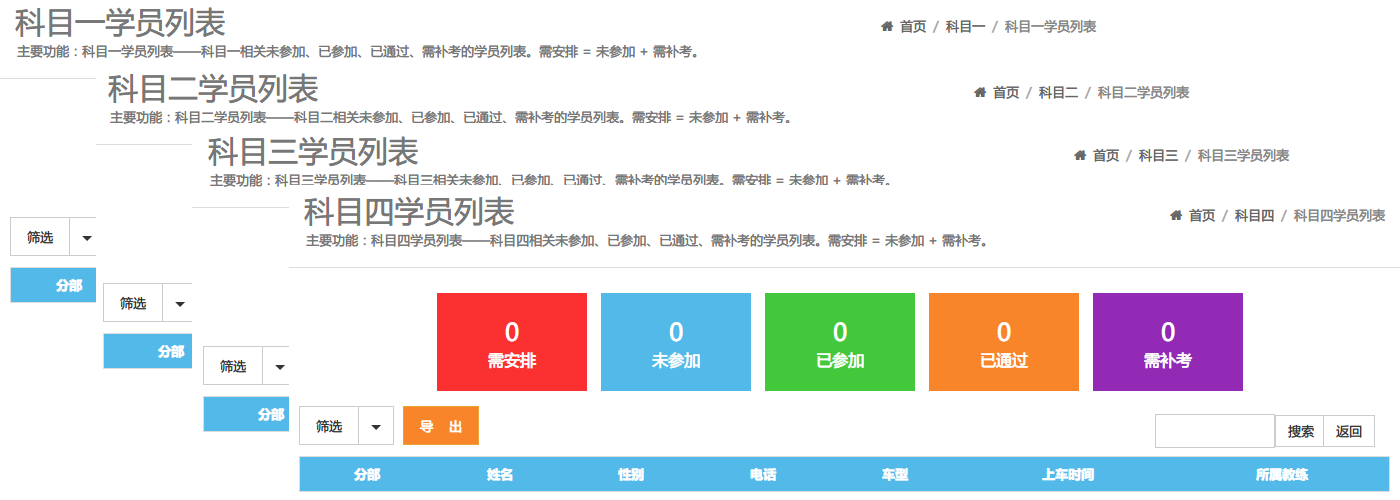 科目一学员列表
首页 / 科目一 / 科目一学员列表
主要功能：科目一学员列表——科目一相关未参加、已参加、已通过、需补考的学员列表。需安排 = 未参加 + 需补考。
科目二学员列表
首页 / 科目二 / 科目二学员列表
主要功能：科目二学员列表——科目二相关未参加、已参加、已通过、需补考的学员列表。需安排 = 未参加 + 需补考。
科目三学员列表
首页 / 科目三 / 科目三学员列表
主要功能：科目三学员列表——科目三相关未参加、已参加、已通过、需补考的学员列表。需安排 = 未参加 + 需补考。
科目四学员列表
首页 / 科目四 / 科目四学员列表
主要功能：科目四学员列表——科目四相关未参加、已参加、已通过、需补考的学员列表。需安排 = 未参加 + 需补考。
筛选
分部
筛选
分部
筛选
分部
0 0 0 0 0
需安排 未参加 已参加 已通过 需补考
筛选 导 出 搜索 返回
分部 姓名 性别 电话 车型 上车时间 所属教练